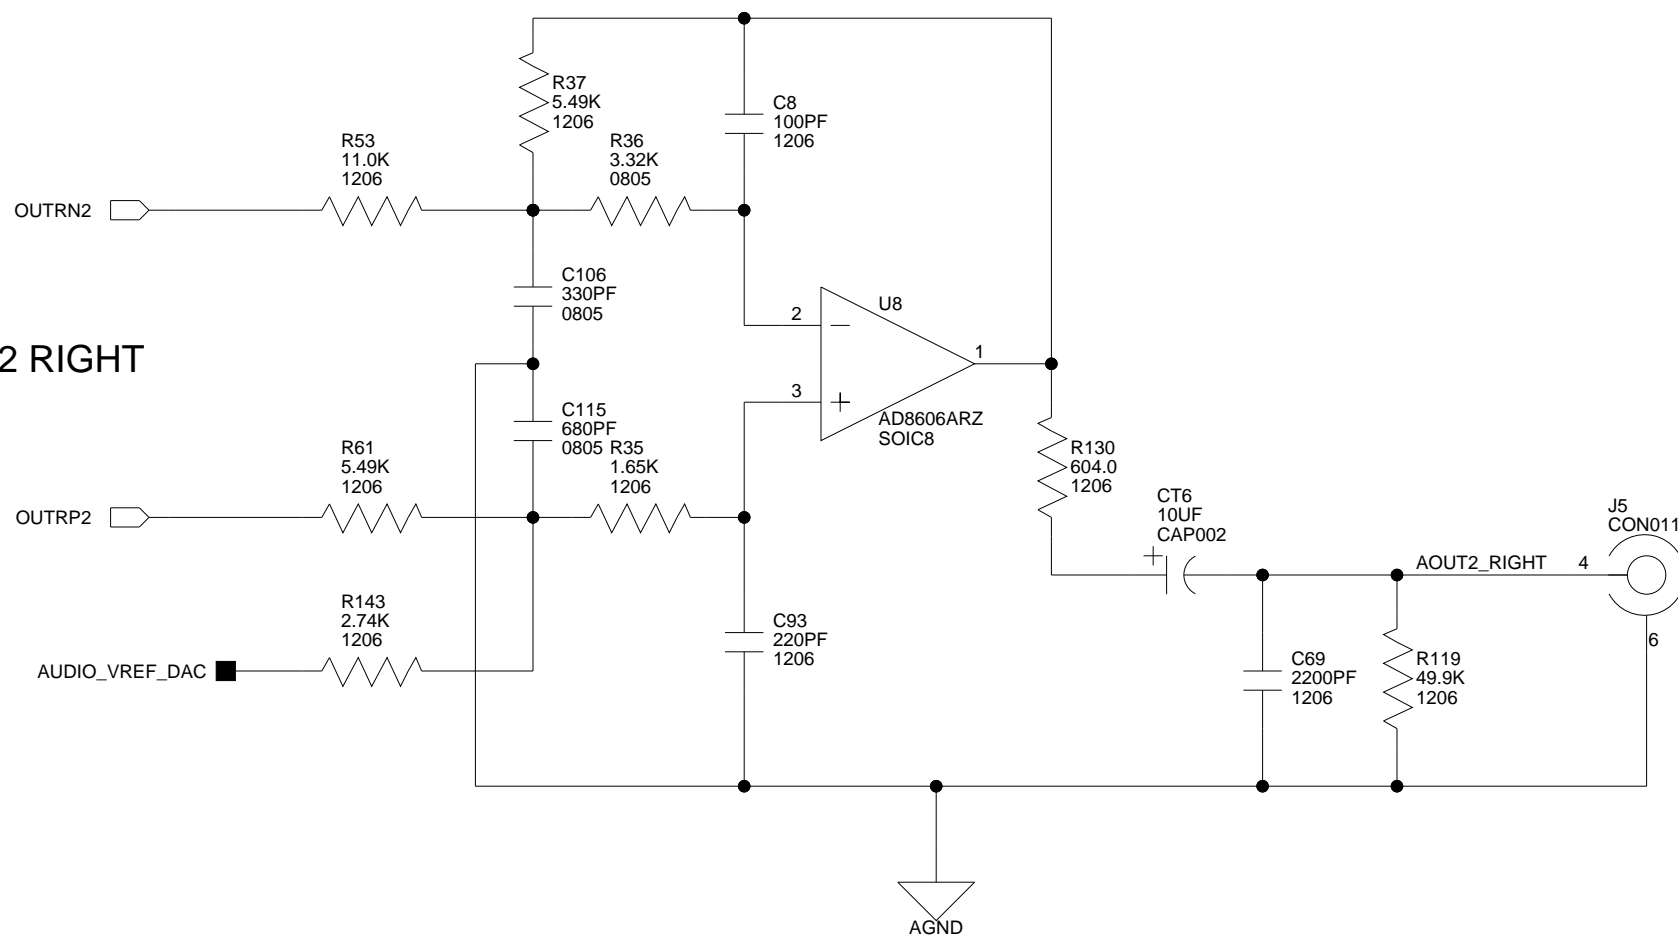 R37
5.49K
1206
C8
100PF
1206
R53
11.0K
1206
R36
3.32K
0805
OUTRN2
C106
330PF
0805
2
U8
2 RIGHT
1
3
AD8606ARZ
SOIC8
C115
680PF
0805
R61
5.49K
1206
R35
1.65K
1206
R130
604.0
1206
OUTRP2
CT6
10UF
CAP002
J5
CON011
AOUT2_RIGHT
4
R143
2.74K
1206
C93
220PF
1206
6
AUDIO_VREF_DAC
C69
2200PF
1206
R119
49.9K
1206
AGND